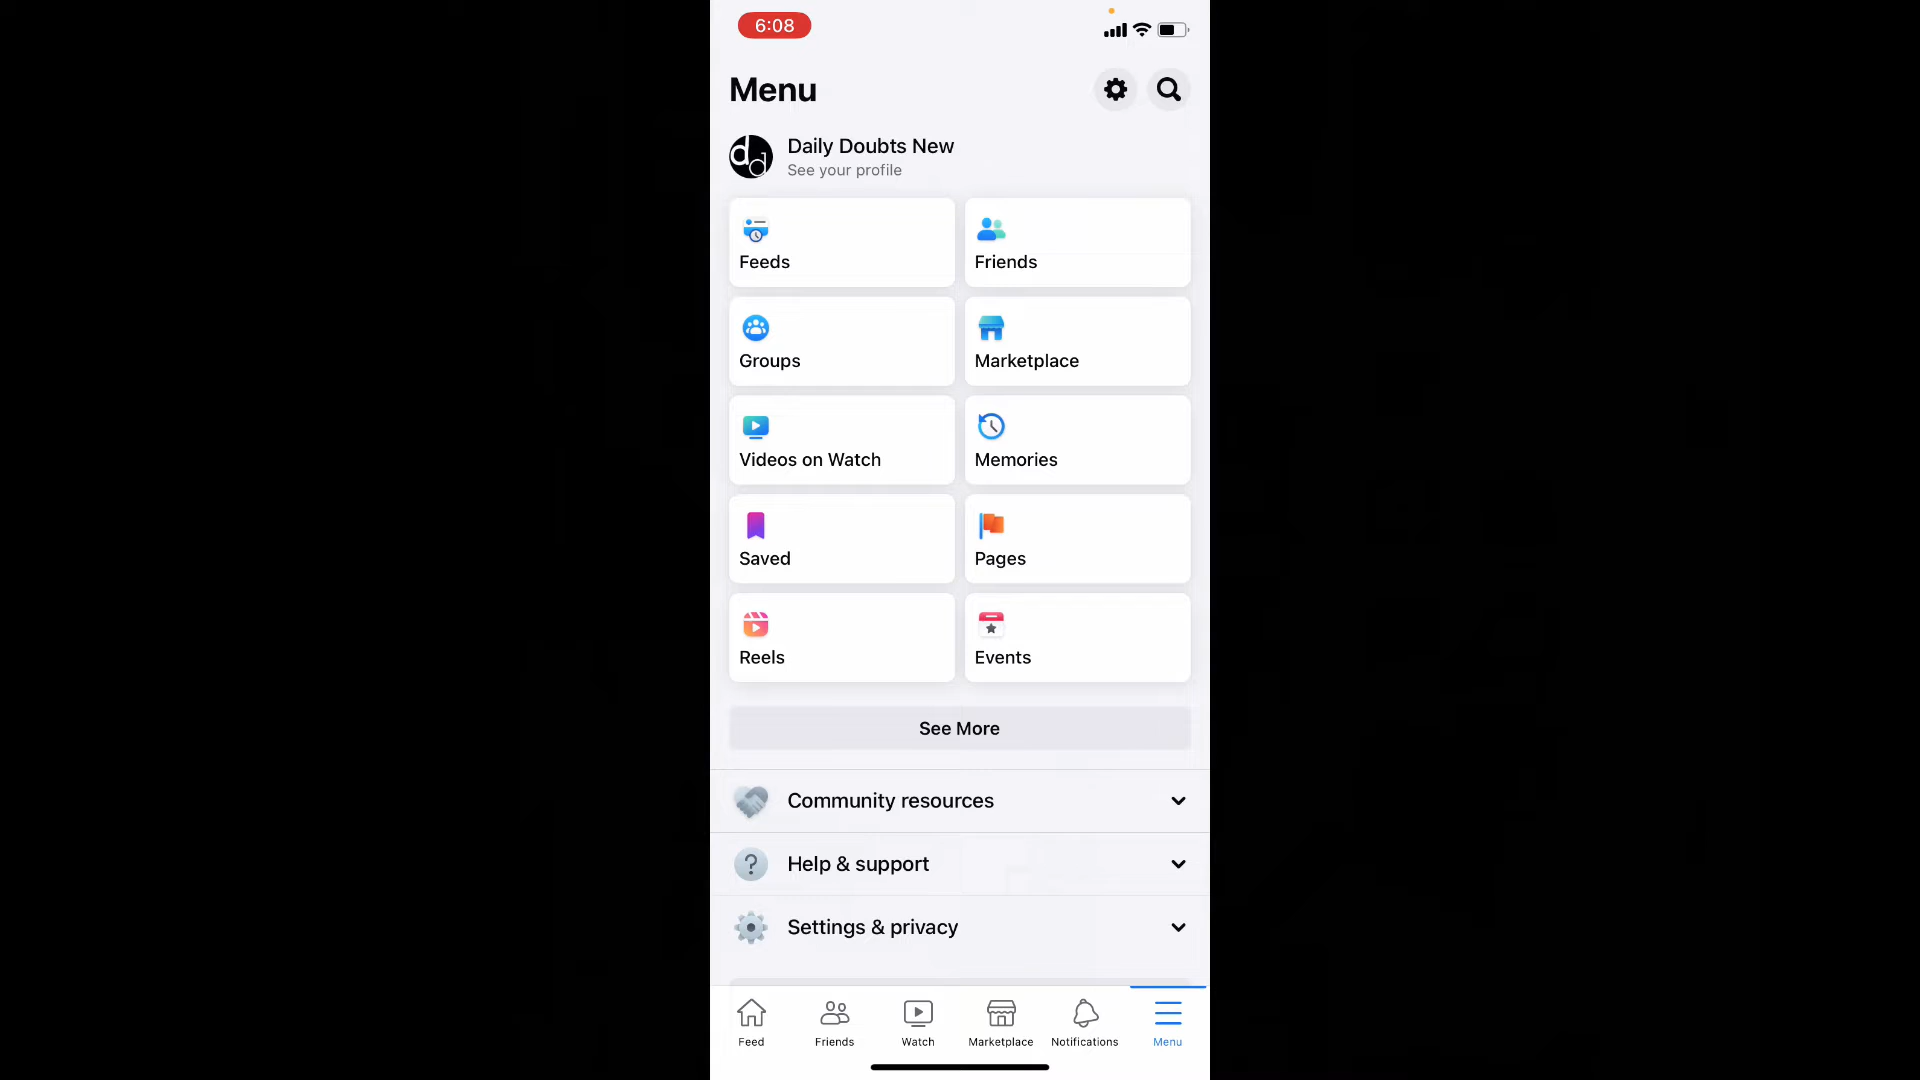 6:08
Menu
dd
Daily Doubts New
See your profile
Feeds
Friends
Groups
Marketplace
Videos on Watch
Memories
Saved
Pages
Reels
Events
See More
Community resources
?
Help & support
Settings & privacy
Feed
Friends
Watch
Marketplace
Notifications
Menu